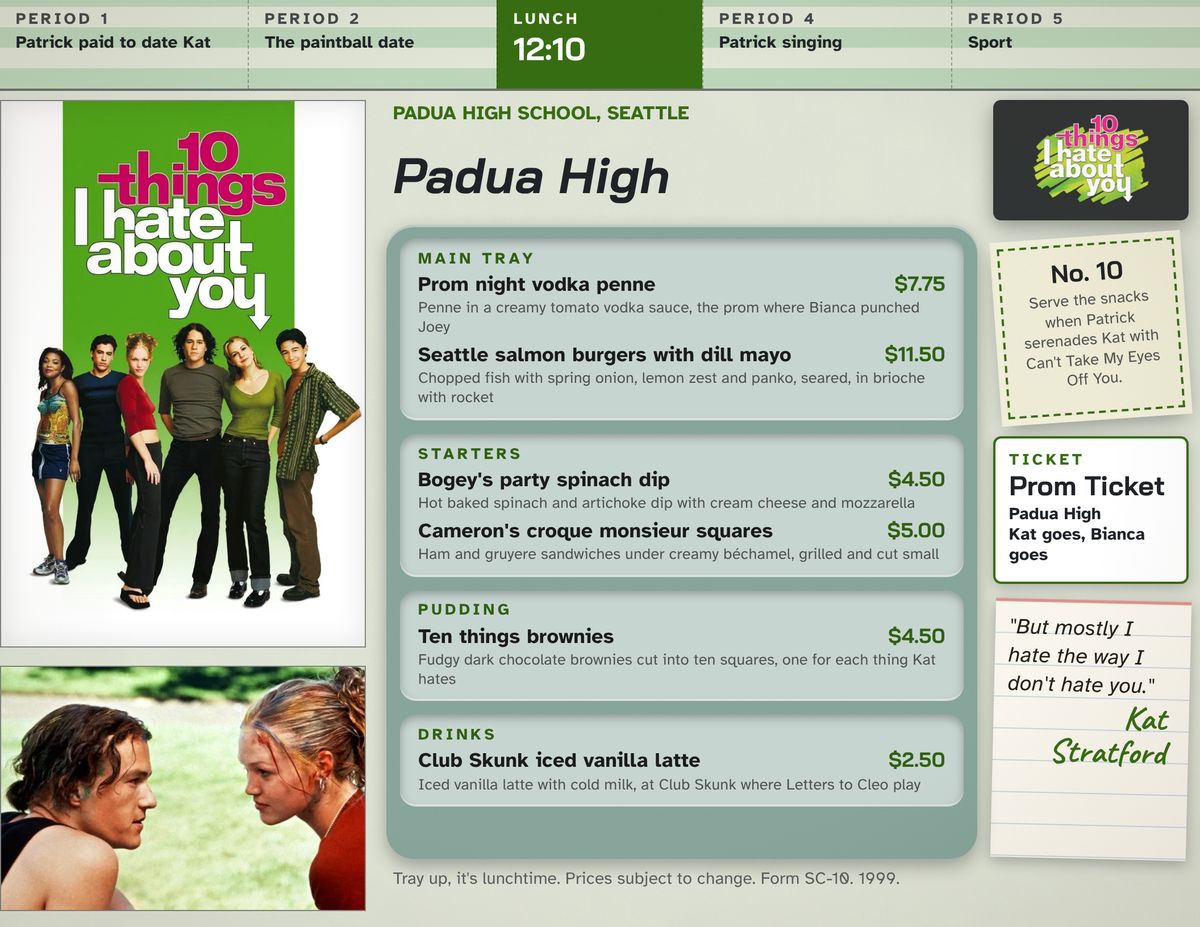 PERIOD 1
Patrick paid to date Kat
PERIOD 2
The paintball date
LUNCH
12:10
PERIOD 4
Patrick singing
PERIOD 5
Sport
10
things
I hate
about
you
PADUA HIGH SCHOOL, SEATTLE
Padua High
MAIN TRAY
Prom night vodka penne $7.75
Penne in a creamy tomato vodka sauce, the prom where Bianca punched
Joey
Seattle salmon burgers with dill mayo $11.50
Chopped fish with spring onion, lemon zest and panko, seared, in brioche
with rocket
STARTERS
Bogey's party spinach dip $4.50
Hot baked spinach and artichoke dip with cream cheese and mozzarella
Cameron's croque monsieur squares $5.00
Ham and gruyere sandwiches under creamy béchamel, grilled and cut small
PUDDING
Ten things brownies $4.50
Fudgy dark chocolate brownies cut into ten squares, one for each thing Kat
hates
DRINKS
Club Skunk iced vanilla latte $2.50
Iced vanilla latte with cold milk, at Club Skunk where Letters to Cleo play
Tray up, it's lunchtime. Prices subject to change. Form SC-10. 1999.
10
things
I hate
about
you
No. 10
Serve the snacks
when Patrick
serenades Kat with
Can't Take My Eyes
Off You.
TICKET
Prom Ticket
Padua High
Kat goes, Bianca
goes
"But mostly I
hate the way I
don't hate you."
Kat
Stratford